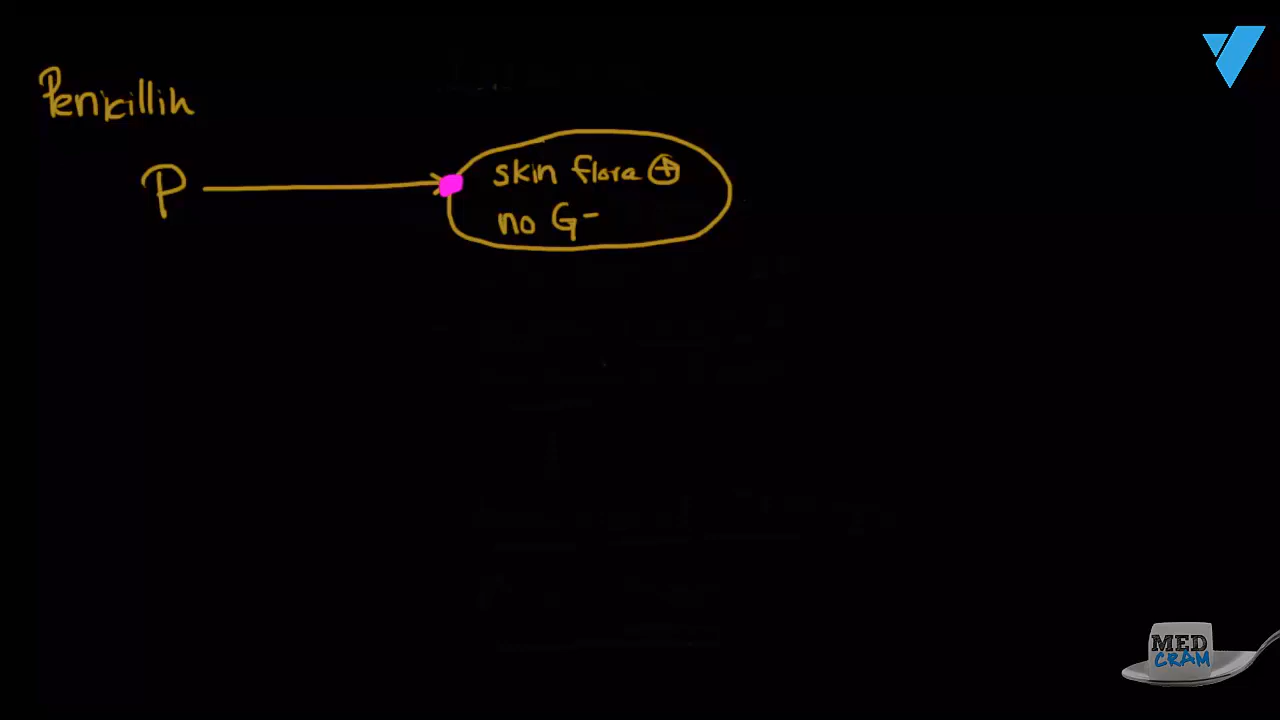 Penicillin
P
skin flora ⊕
no G-
MED
CRAM